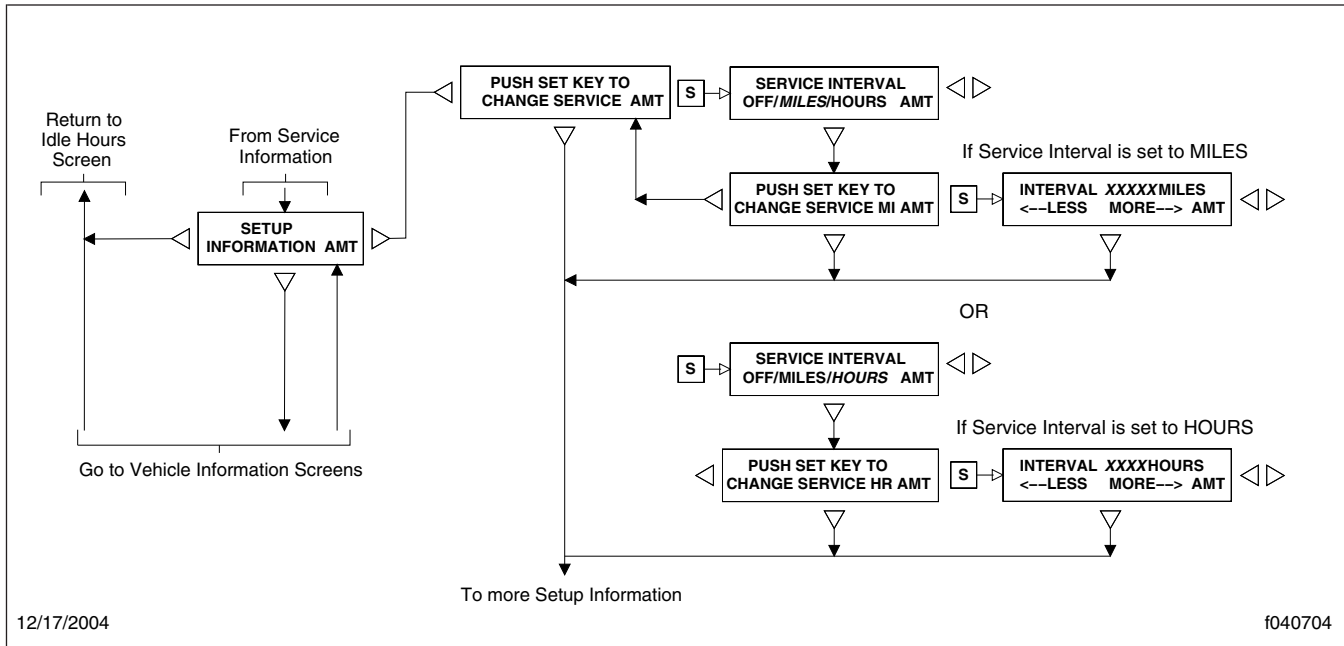 PUSH SET KEY TO
CHANGE SERVICE AMT
S
SERVICE INTERVAL
OFF/MILES/HOURS AMT
Return to
Idle Hours
Screen
From Service
Information
If Service Interval is set to MILES
SETUP
INFORMATION AMT
PUSH SET KEY TO
CHANGE SERVICE MI AMT
S
INTERVAL XXXXXMILES
<--LESS MORE--> AMT
OR
S
SERVICE INTERVAL
OFF/MILES/HOURS AMT
If Service Interval is set to HOURS
Go to Vehicle Information Screens
PUSH SET KEY TO
CHANGE SERVICE HR AMT
S
INTERVAL XXXXHOURS
<--LESS MORE--> AMT
To more Setup Information
12/17/2004
f040704